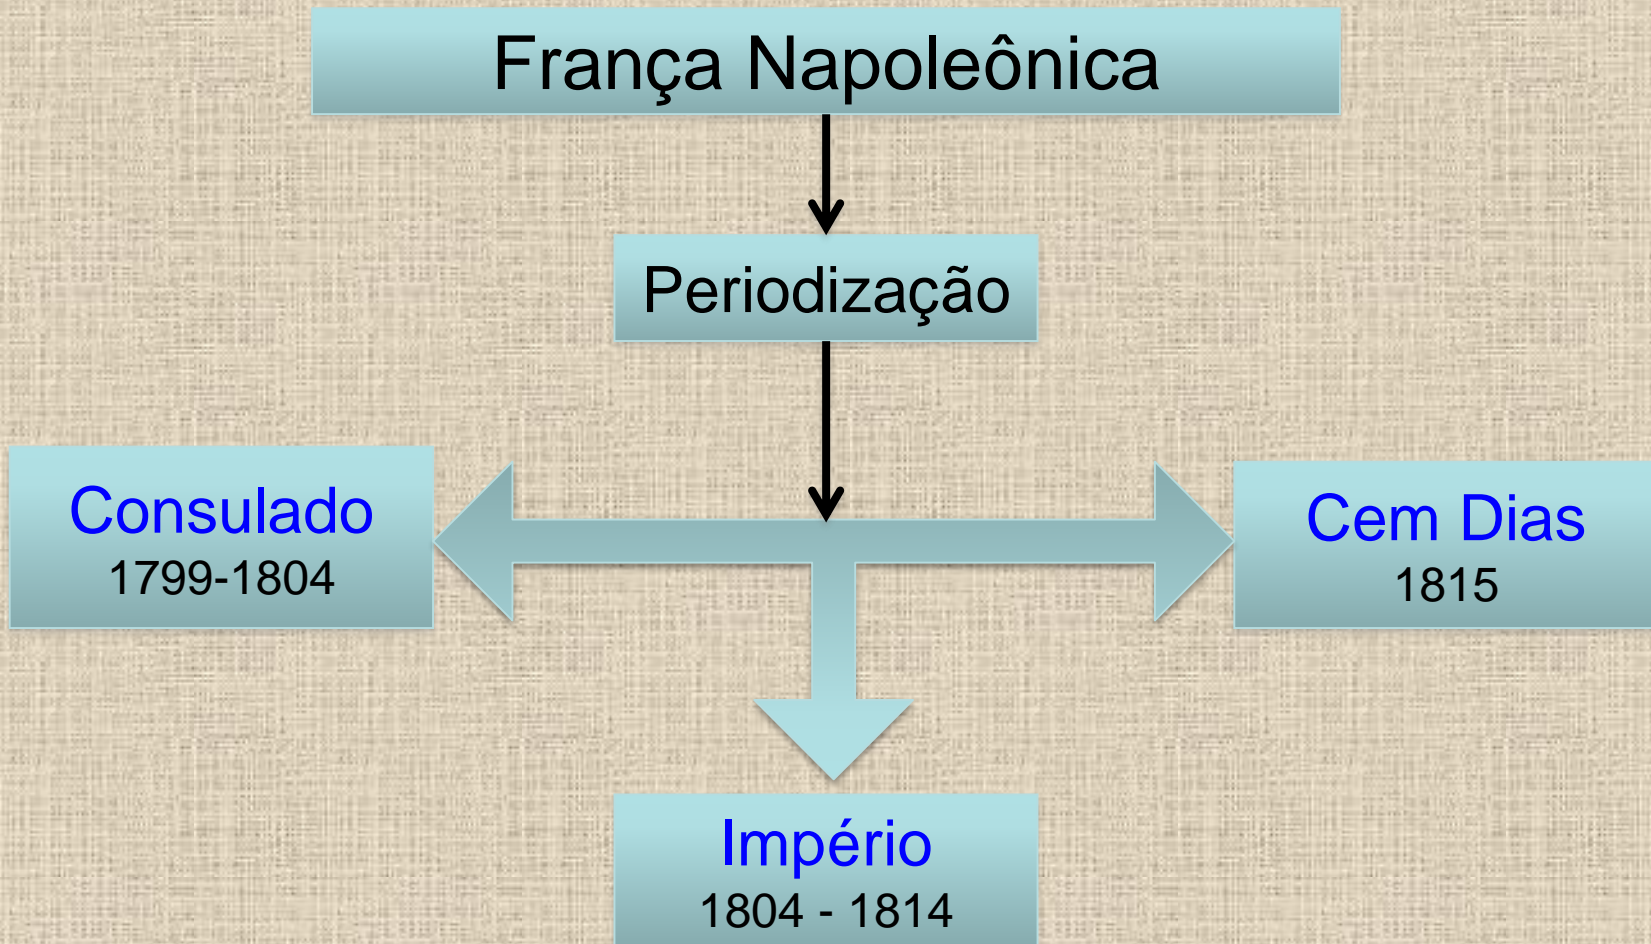 França Napoleônica
Periodização
Consulado
1799-1804
Cem Dias
1815
Império
1804 - 1814